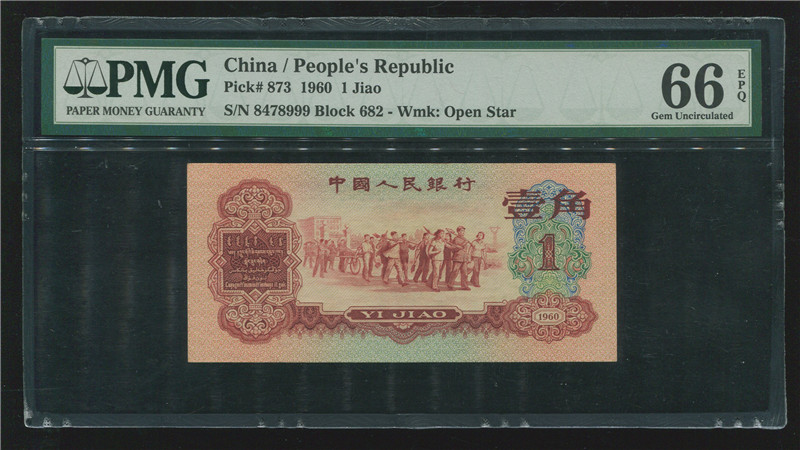 PMG
PAPER MONEY GUARANTY
China / People's Republic
Pick# 873 1960 1 Jiao
S/N 8478999 Block 682 - Wmk: Open Star
66 EPQ
Gem Uncirculated
中國人民銀行
壹角
1
YI JIAO
1960